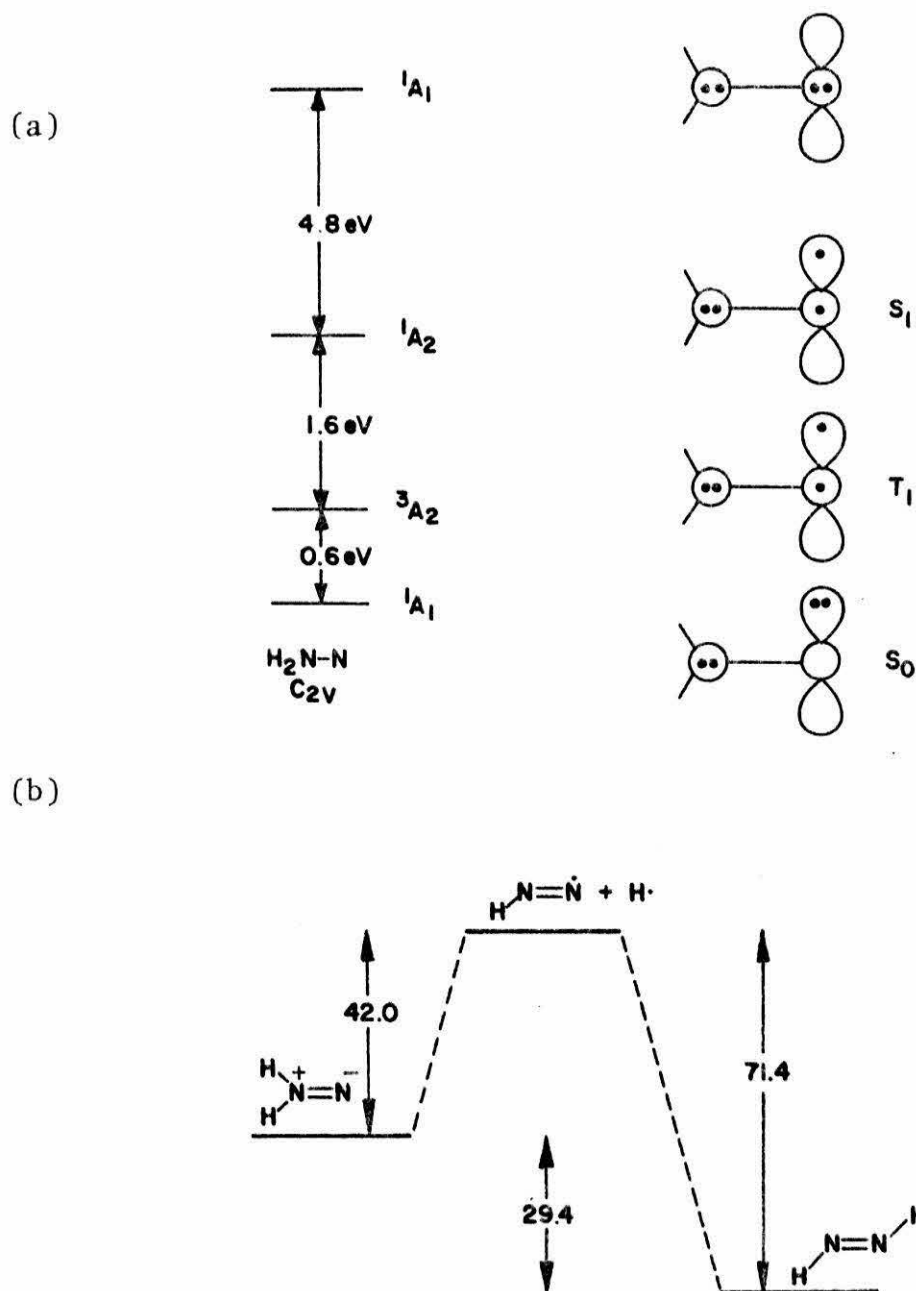 (a)
¹A₁
4.8 eV
¹A₂
S₁
1.6 eV
³A₂
T₁
0.6 eV
¹A₁
S₀
H₂N–N
C₂ᵥ
(b)
H N=Ṅ + H·
42.0
71.4
H H N⁺=N⁻
29.4
H N=N